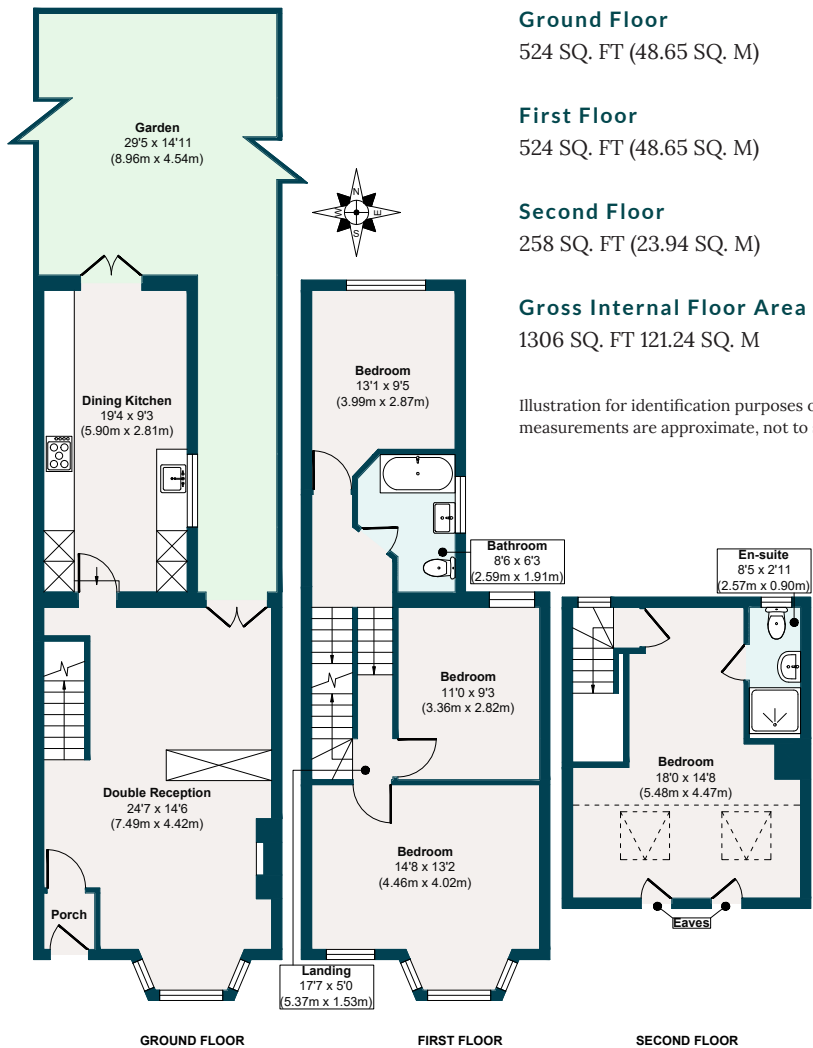 Ground Floor
524 SQ. FT (48.65 SQ. M)
First Floor
524 SQ. FT (48.65 SQ. M)
Second Floor
258 SQ. FT (23.94 SQ. M)
Gross Internal Floor Area
1306 SQ. FT 121.24 SQ. M
Illustration for identification purposes
measurements are approximate, not to
Garden
29'5 x 14'11
(8.96m x 4.54m)
N
E
S
W
Dining Kitchen
19'4 x 9'3
(5.90m x 2.81m)
Double Reception
24'7 x 14'6
(7.49m x 4.42m)
Porch
GROUND FLOOR
Bedroom
13'1 x 9'5
(3.99m x 2.87m)
Bathroom
8'6 x 6'3
(2.59m x 1.91m)
Bedroom
11'0 x 9'3
(3.36m x 2.82m)
Bedroom
14'8 x 13'2
(4.46m x 4.02m)
Landing
17'7 x 5'0
(5.37m x 1.53m)
FIRST FLOOR
En-suite
8'5 x 2'11
(2.57m x 0.90m)
Bedroom
18'0 x 14'8
(5.48m x 4.47m)
Eaves
SECOND FLOOR